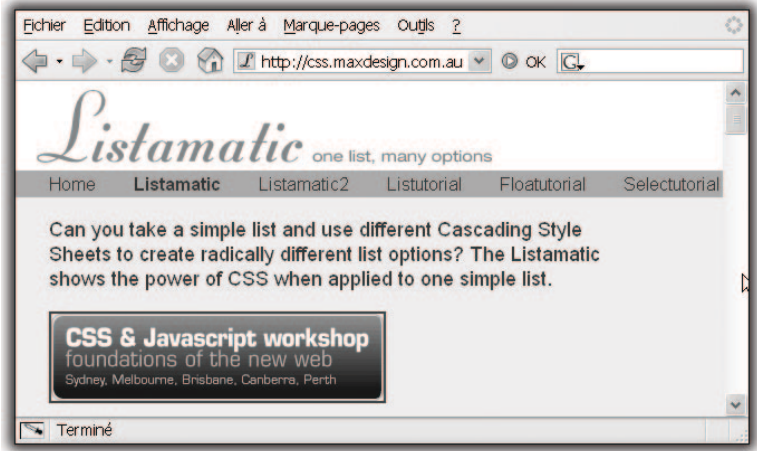 Fichier Edition Affichage Aller à Marque-pages Outils ?
http://css.maxdesign.com.au OK G
Listamatic one list, many options
Home Listamatic Listamatic2 Listutorial Floatutorial Selectutorial
Can you take a simple list and use different Cascading Style
Sheets to create radically different list options? The Listamatic
shows the power of CSS when applied to one simple list.
CSS & Javascript workshop
foundations of the new web
Sydney, Melbourne, Brisbane, Canberra, Perth
Terminé